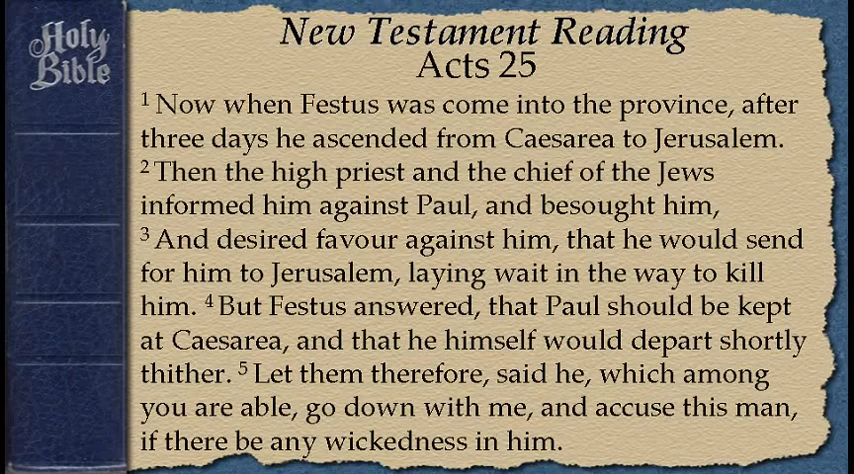 Holy
Bible
New Testament Reading
Acts 25
1 Now when Festus was come into the province, after
three days he ascended from Caesarea to Jerusalem.
2 Then the high priest and the chief of the Jews
informed him against Paul, and besought him,
3 And desired favour against him, that he would send
for him to Jerusalem, laying wait in the way to kill
him. 4 But Festus answered, that Paul should be kept
at Caesarea, and that he himself would depart shortly
thither. 5 Let them therefore, said he, which among
you are able, go down with me, and accuse this man,
if there be any wickedness in him.